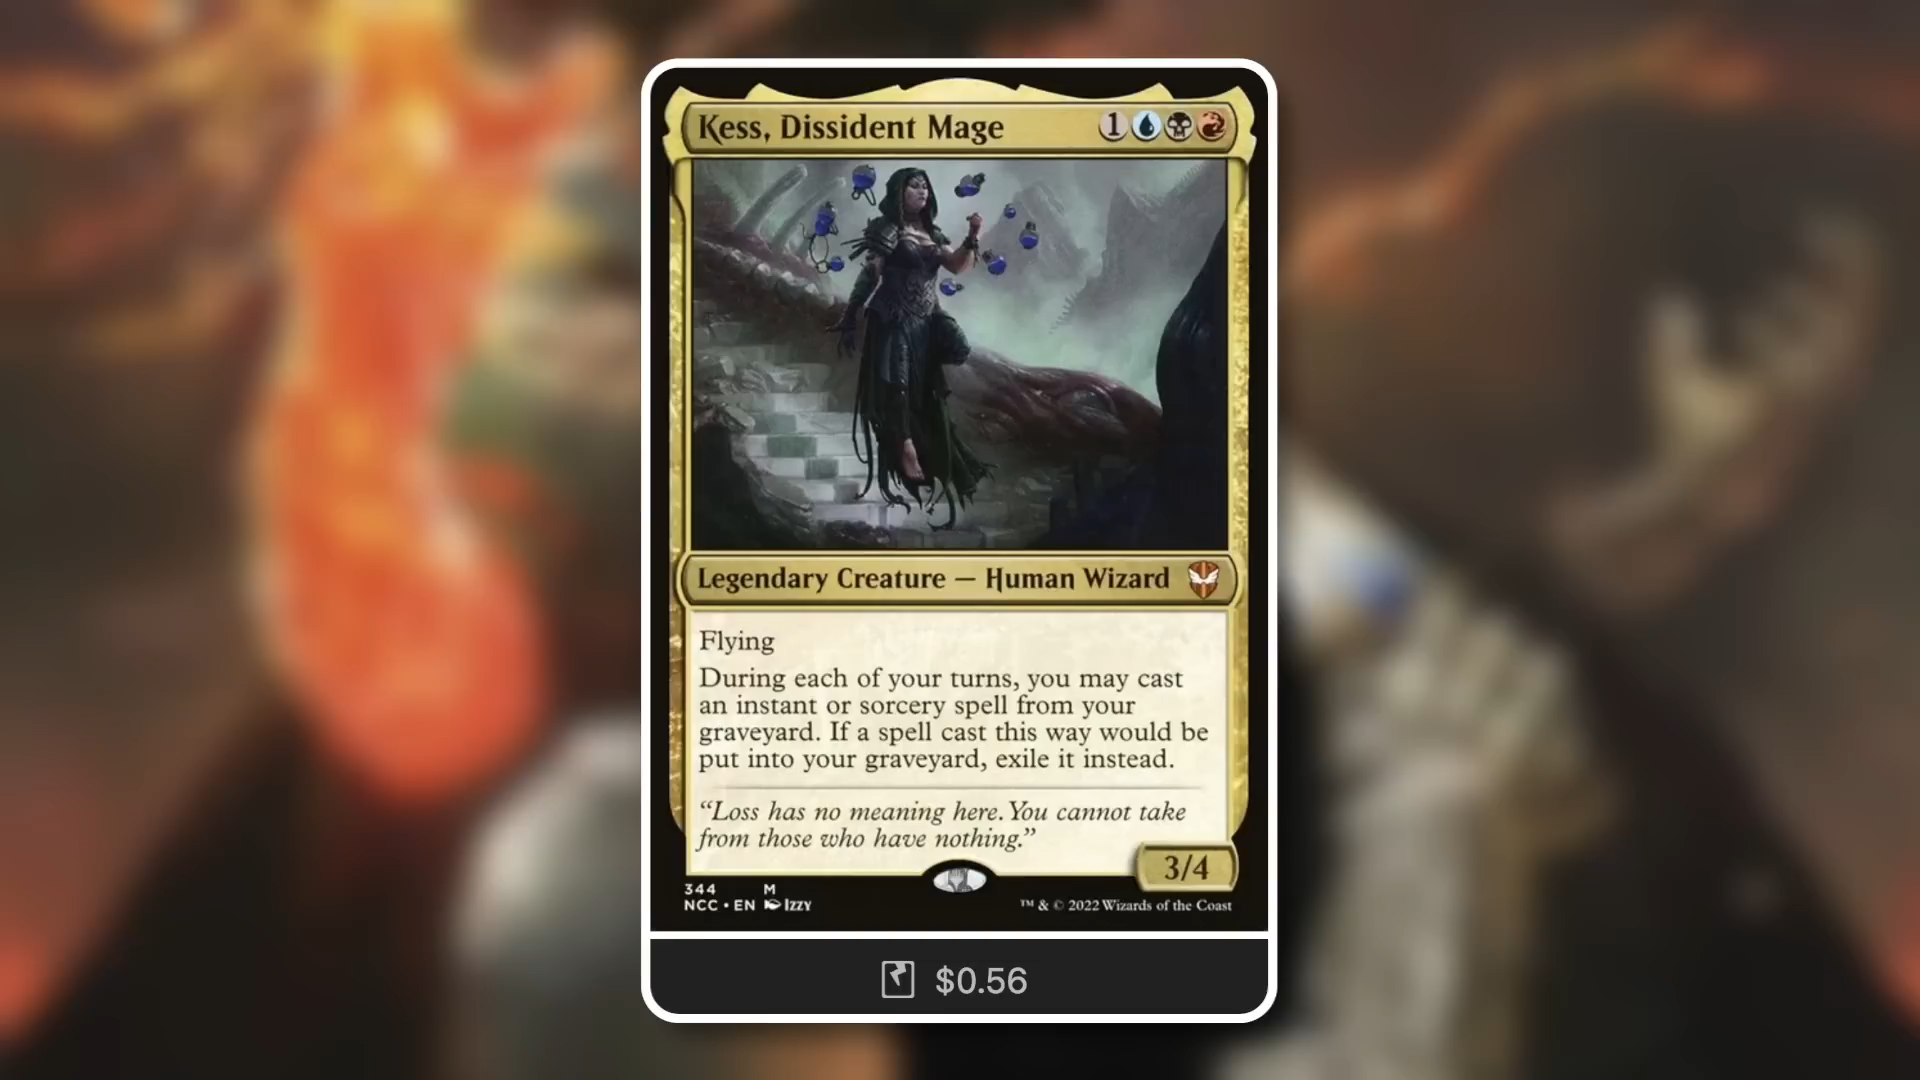 Kess, Dissident Mage 1
Legendary Creature — Human Wizard
Flying
During each of your turns, you may cast
an instant or sorcery spell from your
graveyard. If a spell cast this way would be
put into your graveyard, exile it instead.
“Loss has no meaning here. You cannot take
from those who have nothing.”
3/4
344 M
NCC • EN Izzy
™ & © 2022 Wizards of the Coast
$0.56